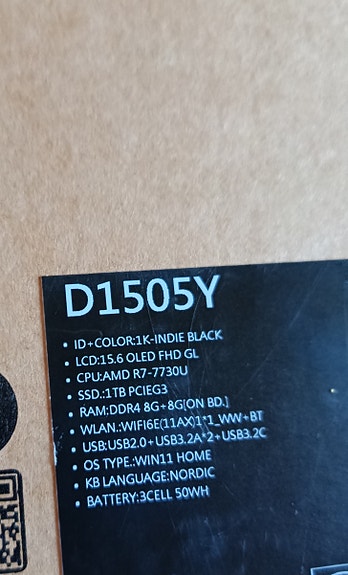 D1505Y
• ID+COLOR:1K-INDIE BLACK
• LCD:15.6 OLED FHD GL
• CPU:AMD R7-7730U
• SSD.:1TB PCIEG3
• RAM:DDR4 8G+8G[ON BD.]
• WLAN.:WIFI6E(11AX)1*1_WW+BT
• USB:USB2.0+USB3.2A*2+USB3.2C
• OS TYPE.:WIN11 HOME
• KB LANGUAGE:NORDIC
• BATTERY:3CELL 50WH